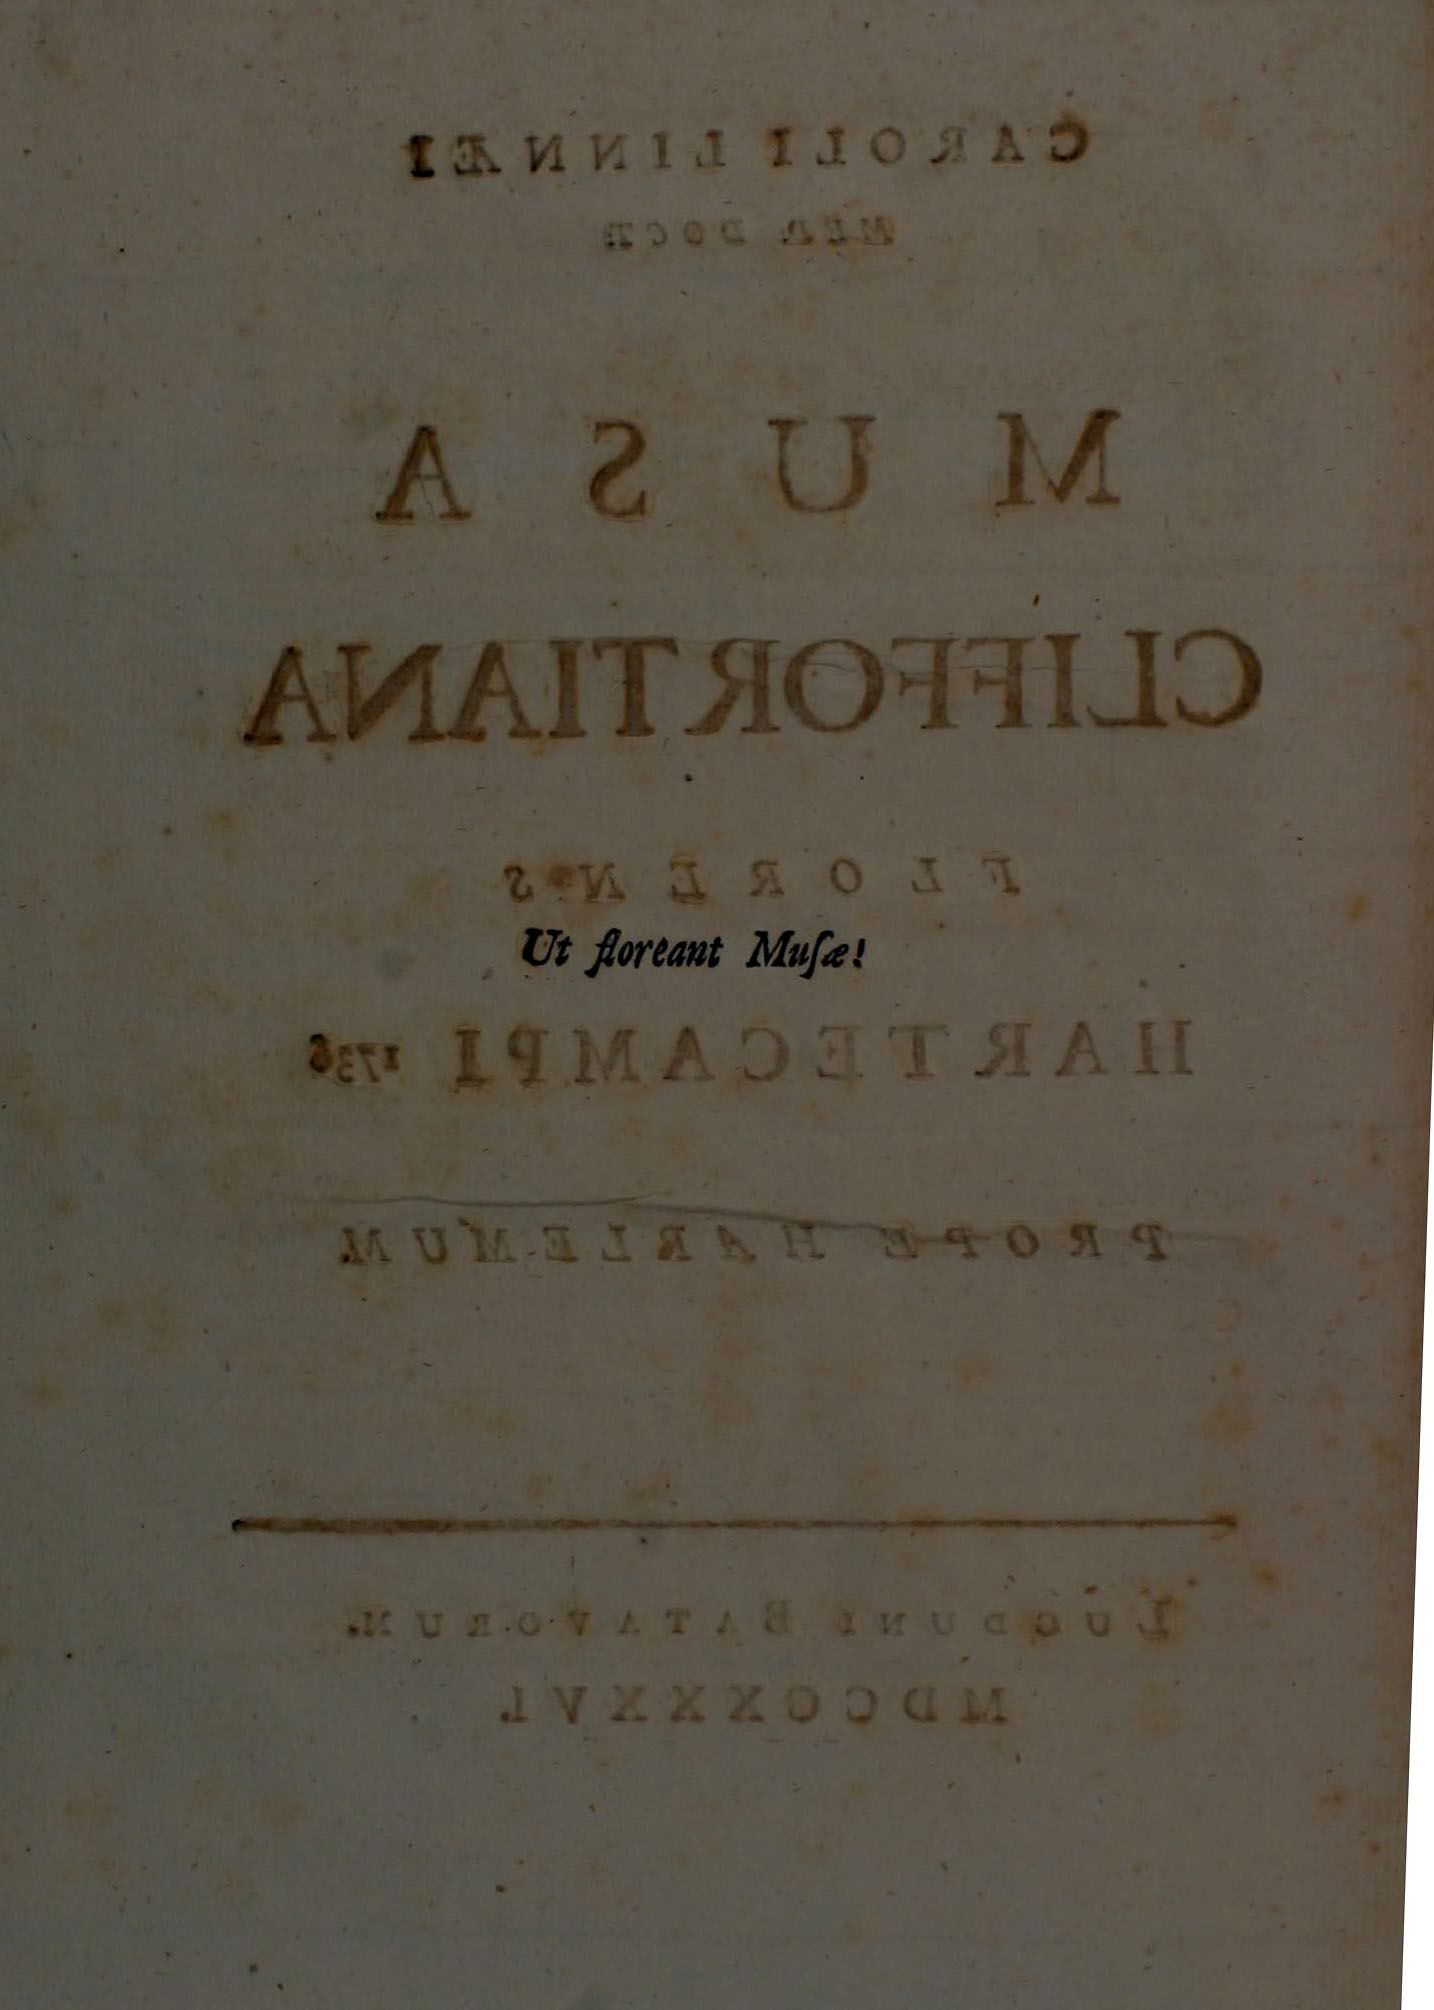 CAROLI LINNÆI
MED. DOCT.
MUSA
CLIFFORTIANA
FLORENS
Ut floreant Muſæ!
HARTECAMPI 1736
PROPE HARLEMUM
LUGDUNI BATAVORUM.
MDCCXXXVI.